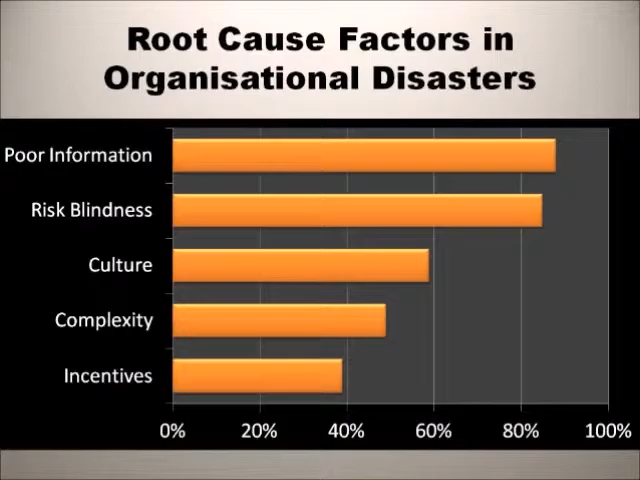 Root Cause Factors in
Organisational Disasters
Poor Information
Risk Blindness
Culture
Complexity
Incentives
0% 20% 40% 60% 80% 100%